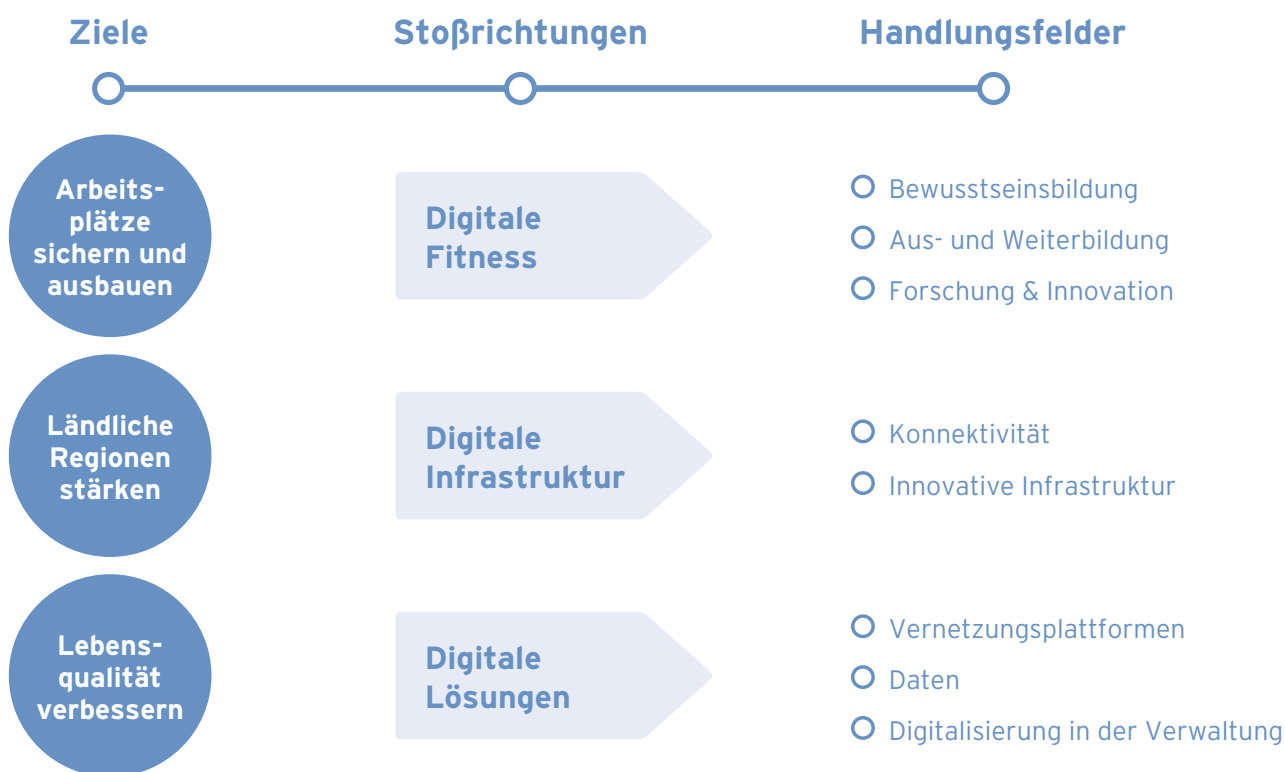 Ziele
Stoßrichtungen
Handlungsfelder
Arbeits-
plätze
sichern und
ausbauen
Digitale
Fitness
Bewusstseinsbildung
Aus- und Weiterbildung
Forschung & Innovation
Ländliche
Regionen
stärken
Digitale
Infrastruktur
Konnektivität
Innovative Infrastruktur
Lebens-
qualität
verbessern
Digitale
Lösungen
Vernetzungsplattformen
Daten
Digitalisierung in der Verwaltung